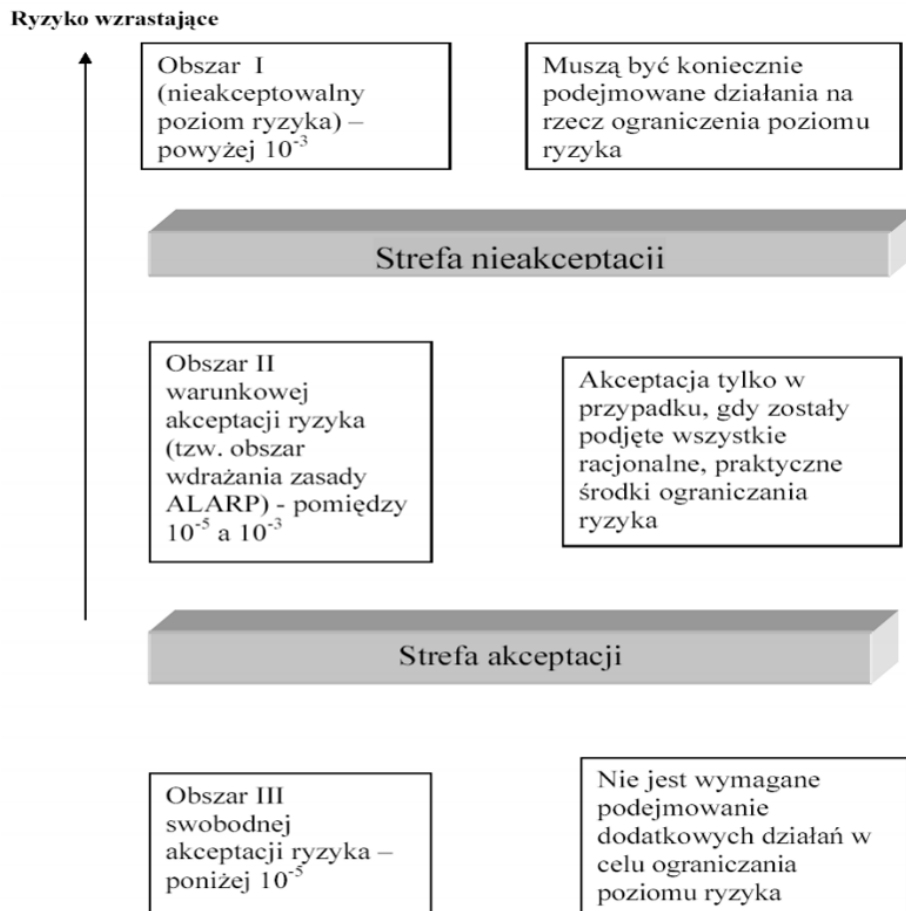 Ryzyko wzrastające
Obszar I
(nieakceptowalny
poziom ryzyka) –
powyżej 10⁻³
Muszą być koniecznie
podejmowane działania na
rzecz ograniczenia poziomu
ryzyka
Strefa nieakceptacji
Obszar II
warunkowej
akceptacji ryzyka
(tzw. obszar
wdrażania zasady
ALARP) - pomiędzy
10⁻⁵ a 10⁻³
Akceptacja tylko w
przypadku, gdy zostały
podjęte wszystkie
racjonalne, praktyczne
środki ograniczania
ryzyka
Strefa akceptacji
Obszar III
swobodnej
akceptacji ryzyka –
poniżej 10⁻⁵
Nie jest wymagane
podejmowanie
dodatkowych działań w
celu ograniczania
poziomu ryzyka